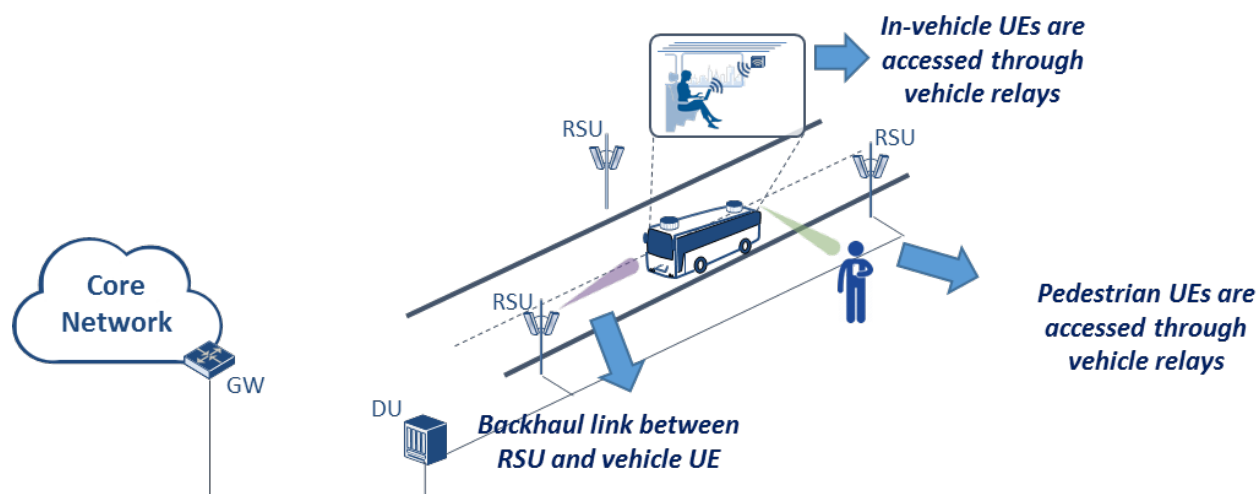 In-vehicle UEs are
accessed through
vehicle relays
RSU
RSU
Core
Network
RSU
Pedestrian UEs are
accessed through
vehicle relays
GW
DU
Backhaul link between
RSU and vehicle UE